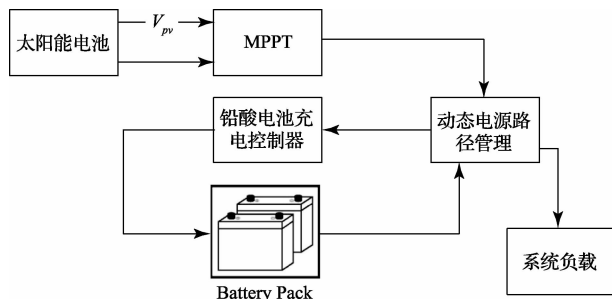 太阳能电池
Vpv
MPPT
铅酸电池充
电控制器
动态电源路
径管理
系统负载
Battery Pack